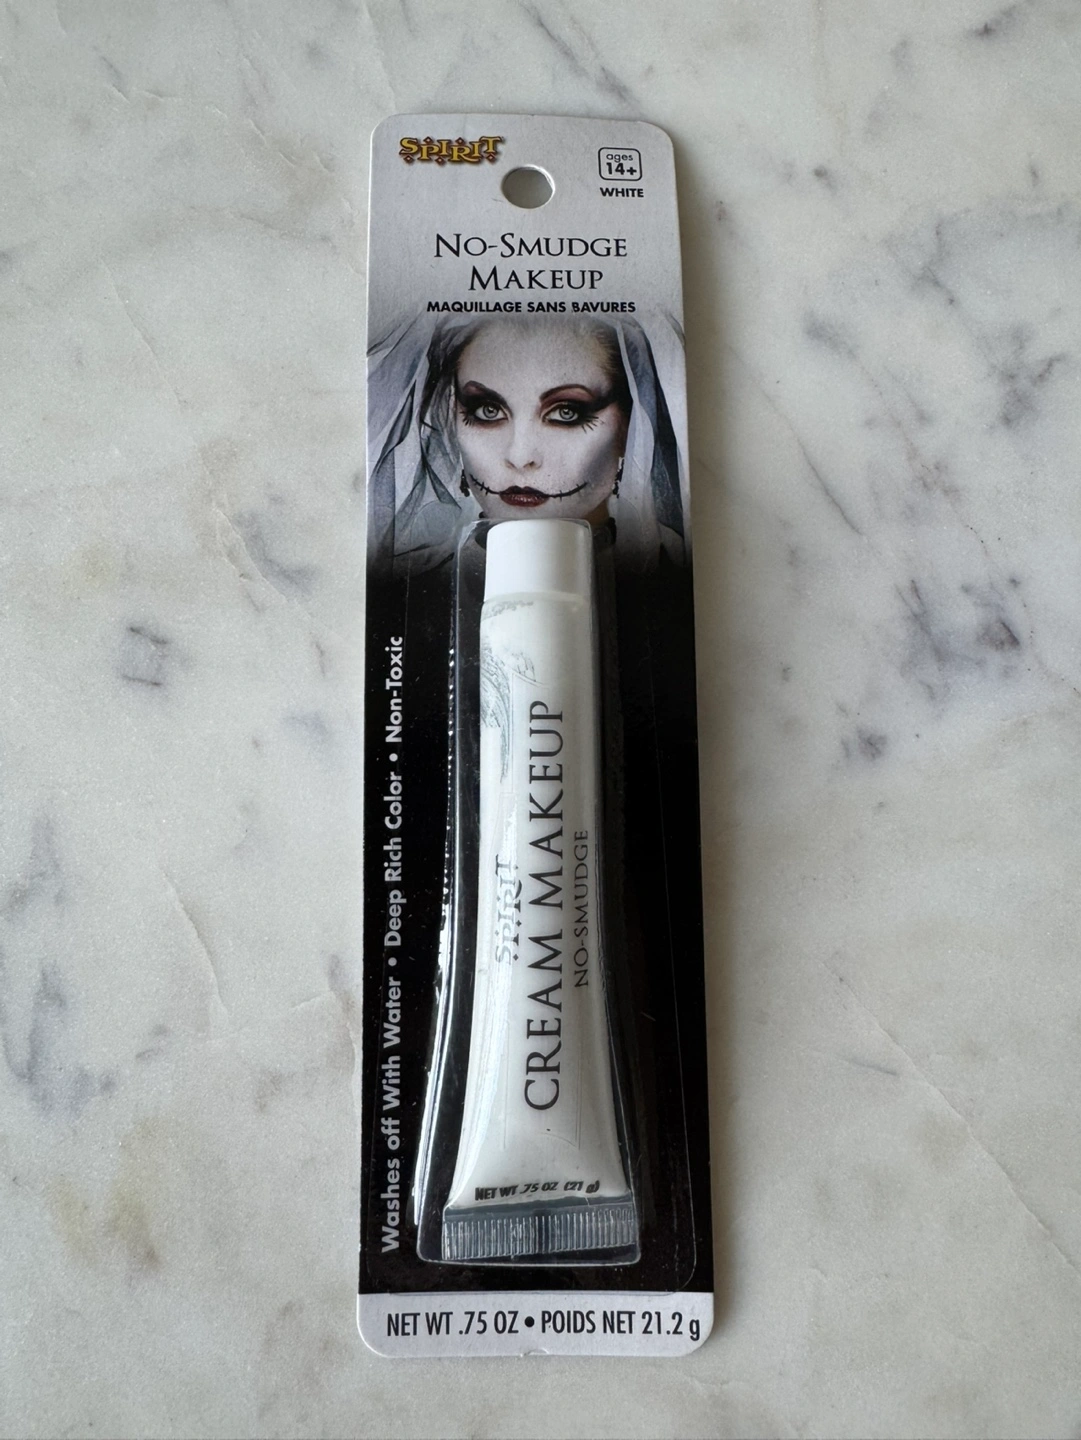 SPIRIT
ages
14+
WHITE
No-Smudge
Makeup
MAQUILLAGE SANS BAVURES
Washes off With Water • Deep Rich Color • Non-Toxic
SPIRIT
CREAM MAKEUP
NO-SMUDGE
NET WT .75 OZ (21 g)
NET WT .75 OZ • POIDS NET 21.2 g